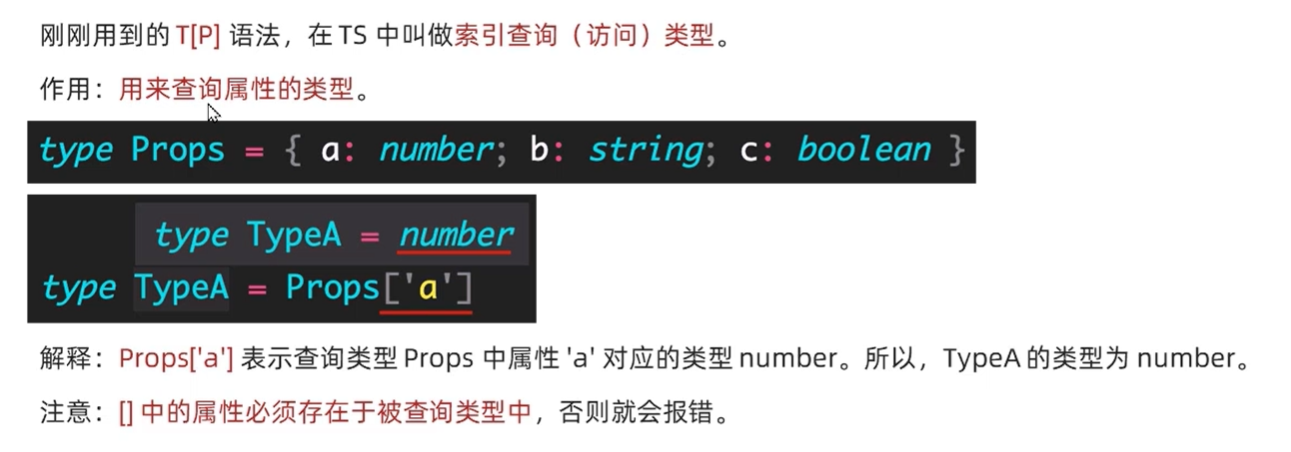 刚刚用到的 T[P] 语法，在 TS 中叫做索引查询（访问）类型。
作用：用来查询属性的类型。
type Props = { a: number; b: string; c: boolean }
type TypeA = number
type TypeA = Props['a']
解释：Props['a'] 表示查询类型 Props 中属性 'a' 对应的类型 number。所以，TypeA 的类型为 number。
注意：[] 中的属性必须存在于被查询类型中，否则就会报错。